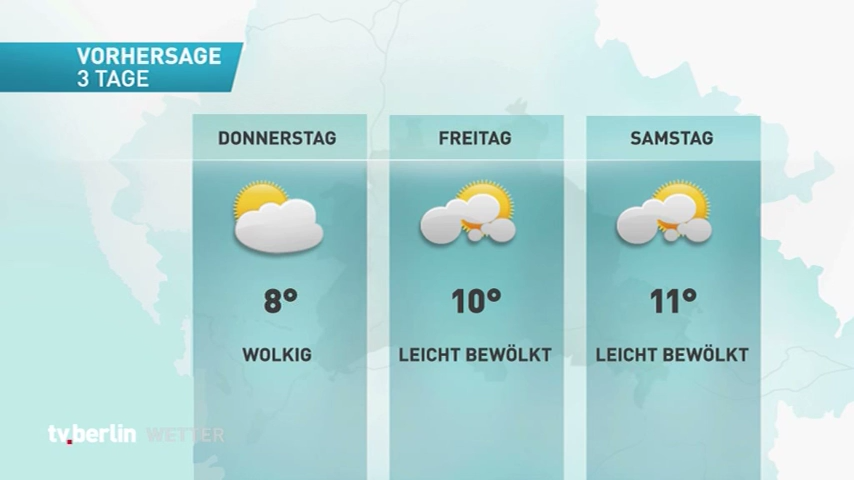 VORHERSAGE
3 TAGE
DONNERSTAG
FREITAG
SAMSTAG
8°
10°
11°
WOLKIG
LEICHT BEWÖLKT
LEICHT BEWÖLKT
tv.berlin WETTER